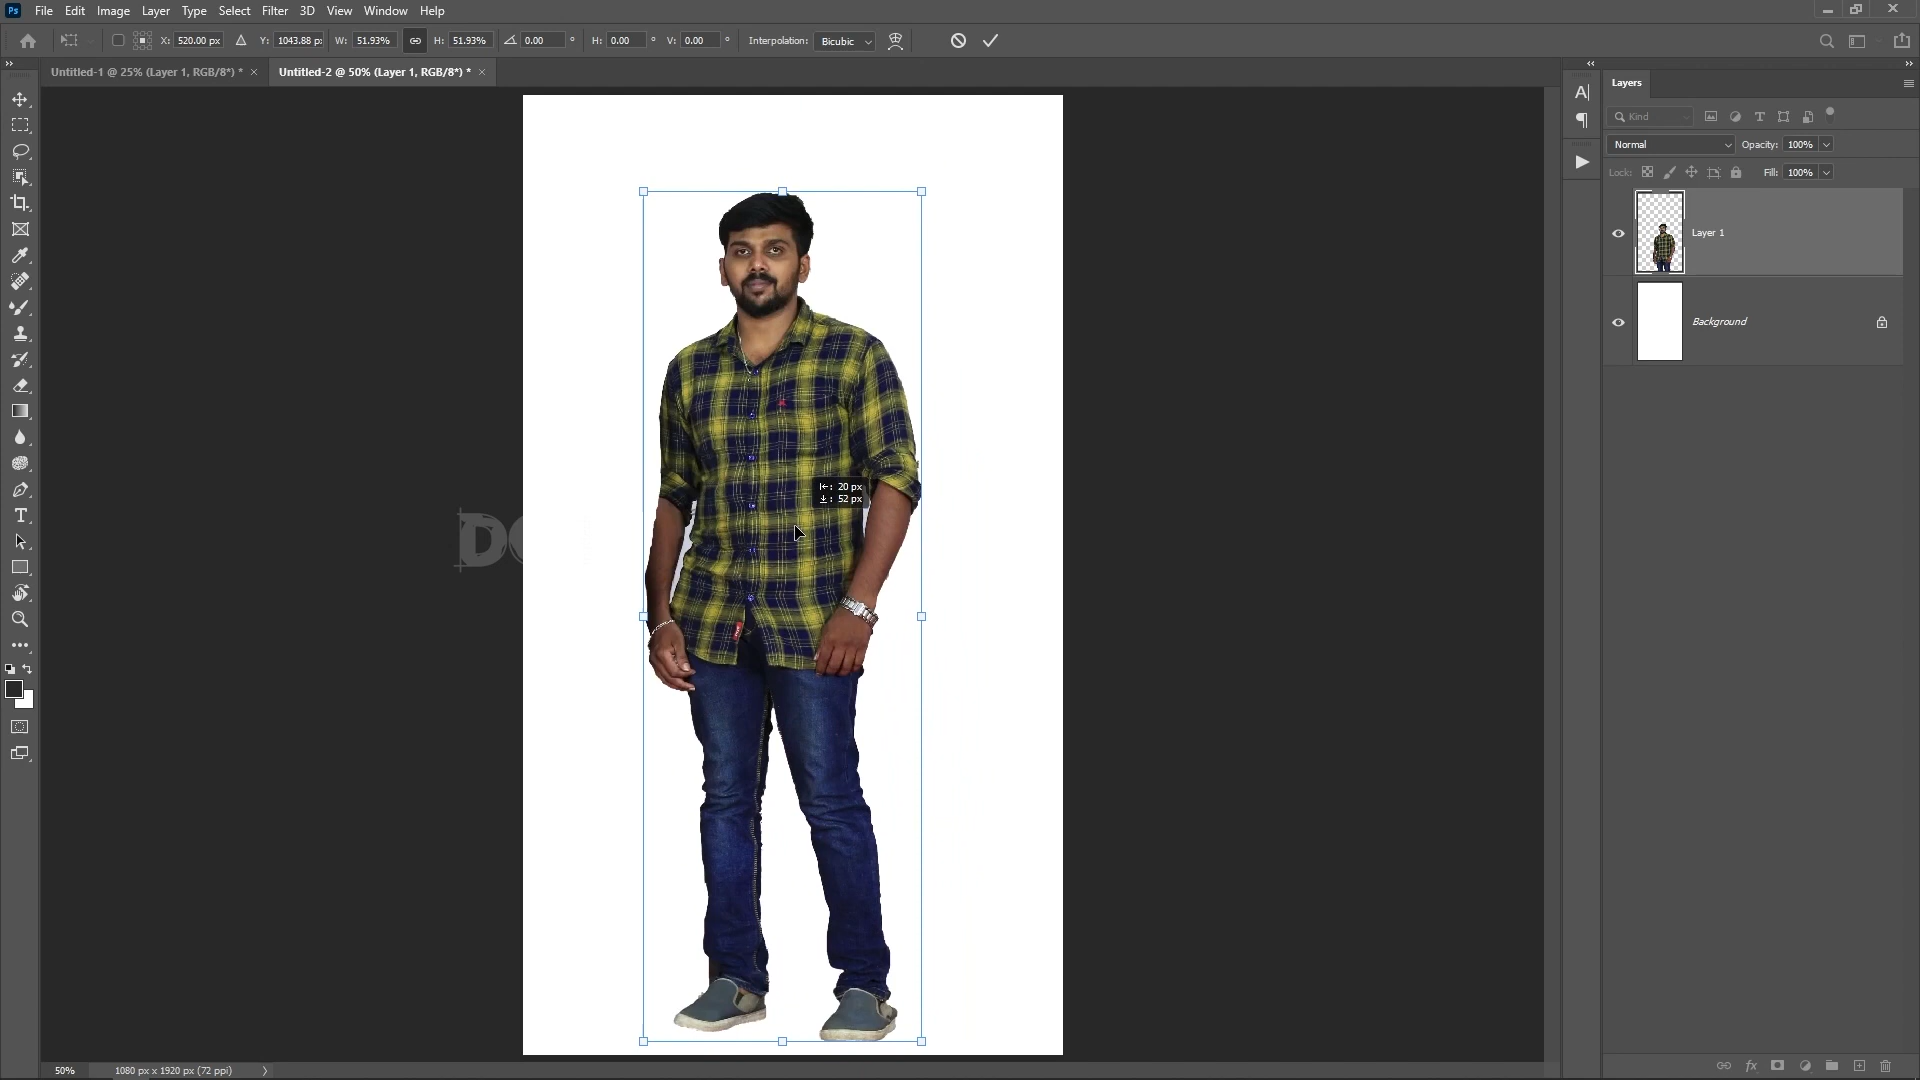 Ps File Edit Image Layer Type Select Filter 3D View Window Help
X: 520.00 px Y: 1043.88 px W: 51.93% H: 51.93% 0.00 ° H: 0.00 ° V: 0.00 ° Interpolation: Bicubic
Untitled-1 @ 25% (Layer 1, RGB/8*) * × Untitled-2 @ 50% (Layer 1, RGB/8*) * ×
Layers
Kind
Normal Opacity: 100%
Lock: Fill: 100%
Layer 1
Background
20 px
52 px
50% 1080 px x 1920 px (72 ppi)